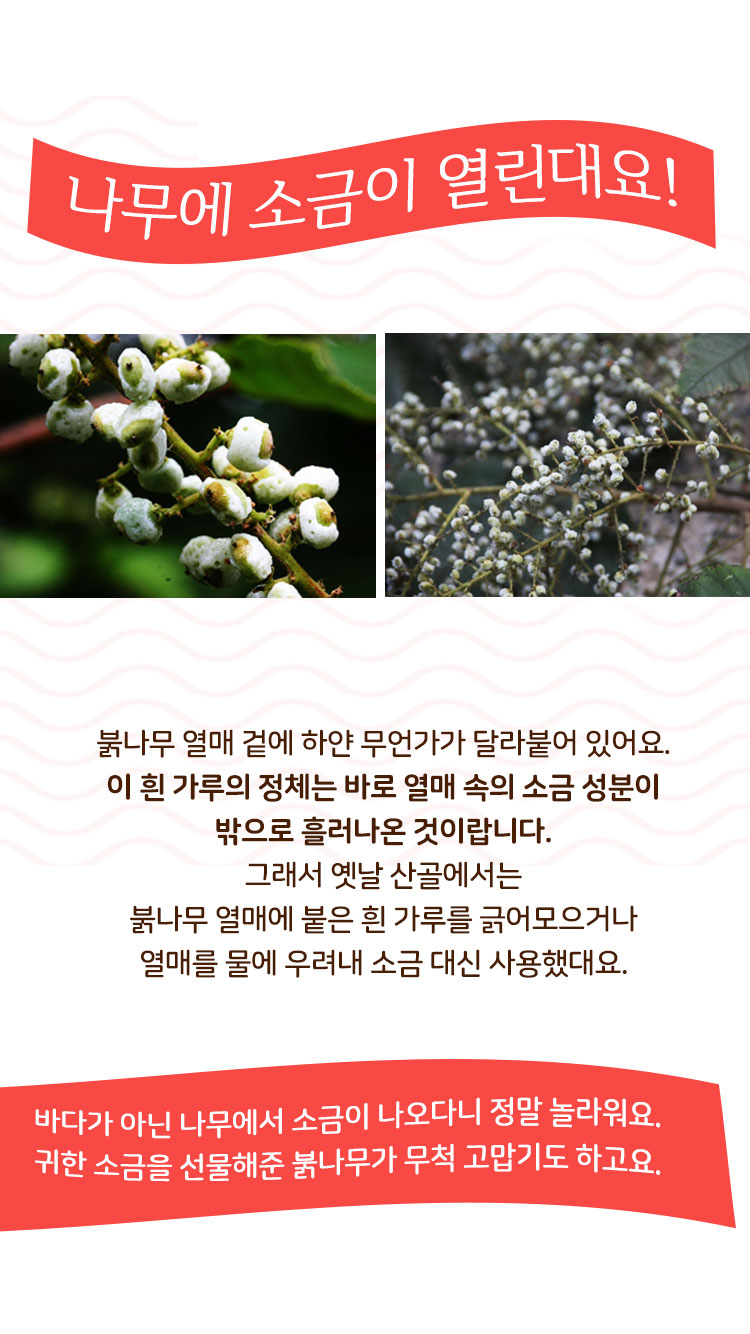 나무에 소금이 열린대요!
붉나무 열매 겉에 하얀 무언가가 달라붙어 있어요.
이 흰 가루의 정체는 바로 열매 속의 소금 성분이
밖으로 흘러나온 것이랍니다.
그래서 옛날 산골에서는
붉나무 열매에 붙은 흰 가루를 긁어모으거나
열매를 물에 우려내 소금 대신 사용했대요.
바다가 아닌 나무에서 소금이 나오다니 정말 놀라워요.
귀한 소금을 선물해준 붉나무가 무척 고맙기도 하고요.